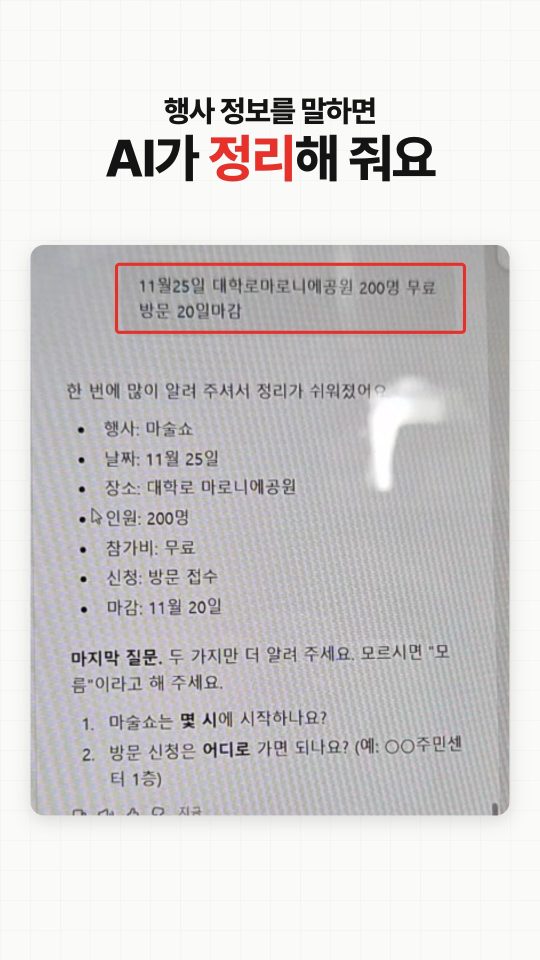 행사 정보를 말하면
AI가 정리해 줘요
11월25일 대학로마로니에공원 200명 무료
방문 20일마감
한 번에 많이 알려 주셔서 정리가 쉬워졌어요
• 행사: 마술쇼
• 날짜: 11월 25일
• 장소: 대학로 마로니에공원
• 인원: 200명
• 참가비: 무료
• 신청: 방문 접수
• 마감: 11월 20일
마지막 질문. 두 가지만 더 알려 주세요. 모르시면 "모
름"이라고 해 주세요.
1. 마술쇼는 몇 시에 시작하나요?
2. 방문 신청은 어디로 가면 되나요? (예: 〇〇주민센
터 1층)
지금